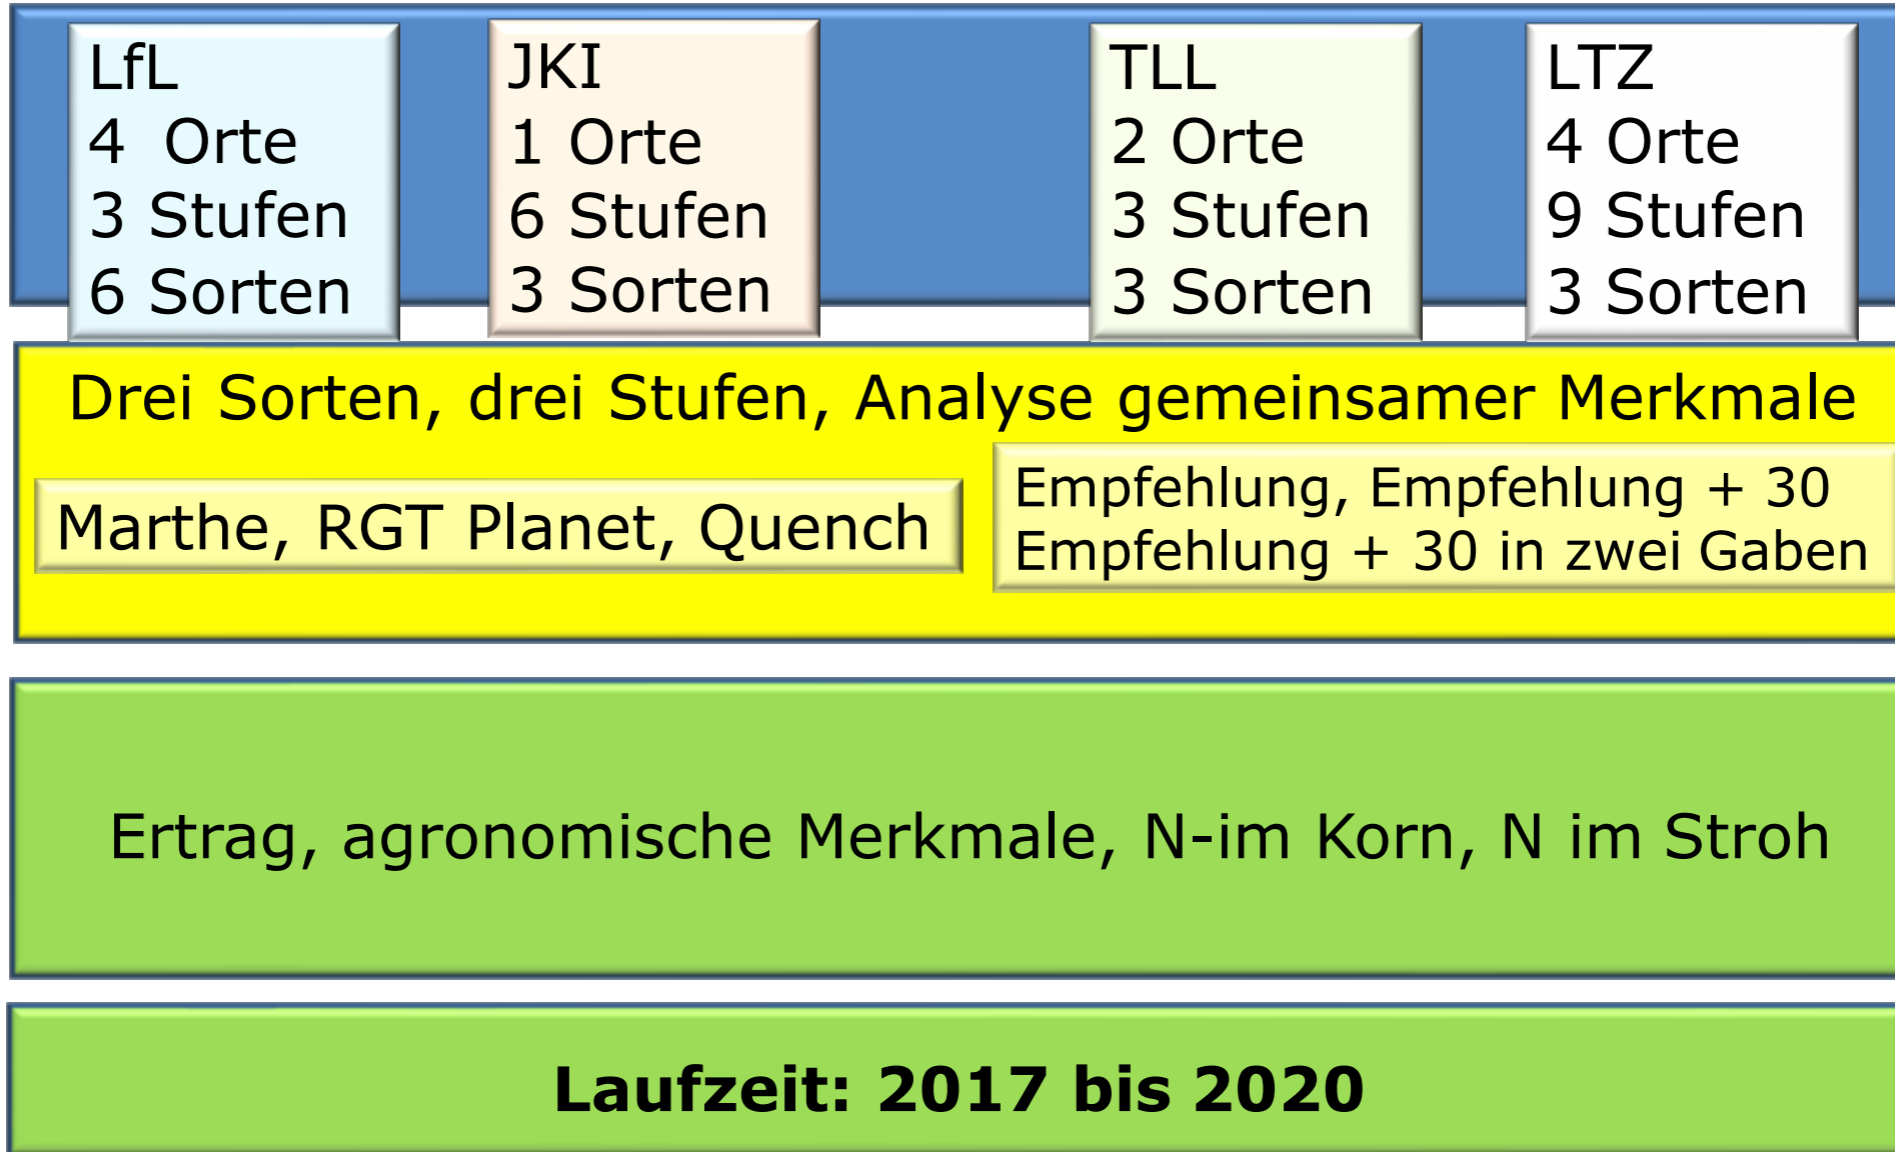 LfL
4 Orte
3 Stufen
6 Sorten
JKI
1 Orte
6 Stufen
3 Sorten
TLL
2 Orte
3 Stufen
3 Sorten
LTZ
4 Orte
9 Stufen
3 Sorten
Drei Sorten, drei Stufen, Analyse gemeinsamer Merkmale
Marthe, RGT Planet, Quench
Empfehlung, Empfehlung + 30
Empfehlung + 30 in zwei Gaben
Ertrag, agronomische Merkmale, N-im Korn, N im Stroh
Laufzeit: 2017 bis 2020